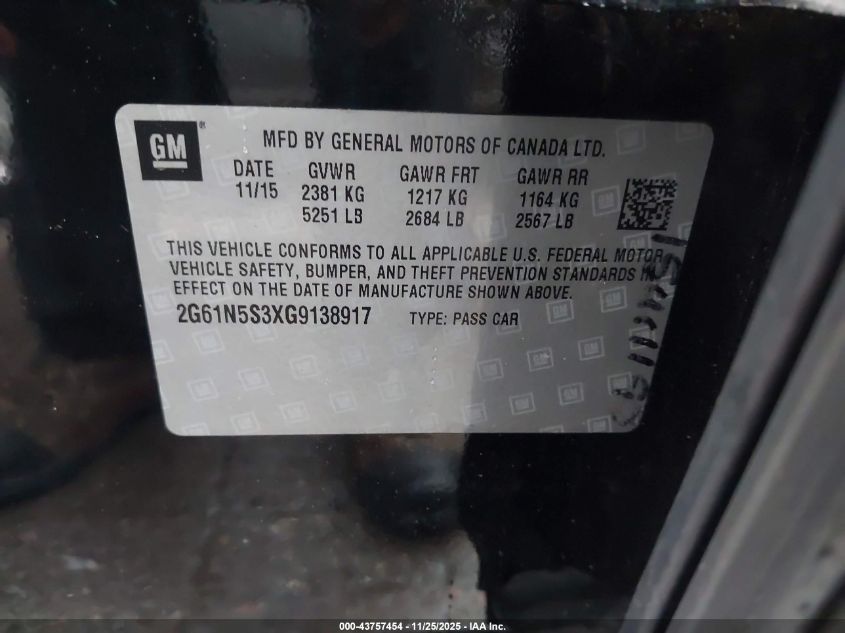 GM ®
MFD BY GENERAL MOTORS OF CANADA LTD.
DATE GVWR GAWR FRT GAWR RR
11/15 2381 KG 1217 KG 1164 KG
5251 LB 2684 LB 2567 LB
THIS VEHICLE CONFORMS TO ALL APPLICABLE U.S. FEDERAL MOTOR
VEHICLE SAFETY, BUMPER, AND THEFT PREVENTION STANDARDS IN
EFFECT ON THE DATE OF MANUFACTURE SHOWN ABOVE.
2G61N5S3XG9138917 TYPE: PASS CAR
000-43757454 - 11/25/2025 - IAA Inc.